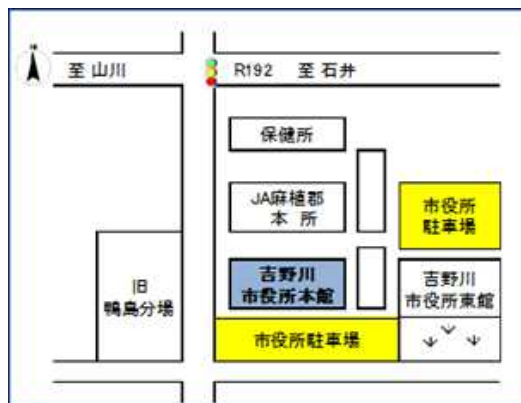 至 山川
R192 至 石井
保健所
JA麻植郡
本 所
市役所
駐車場
旧
鴨島分場
吉野川
市役所本館
吉野川
市役所東館
市役所駐車場